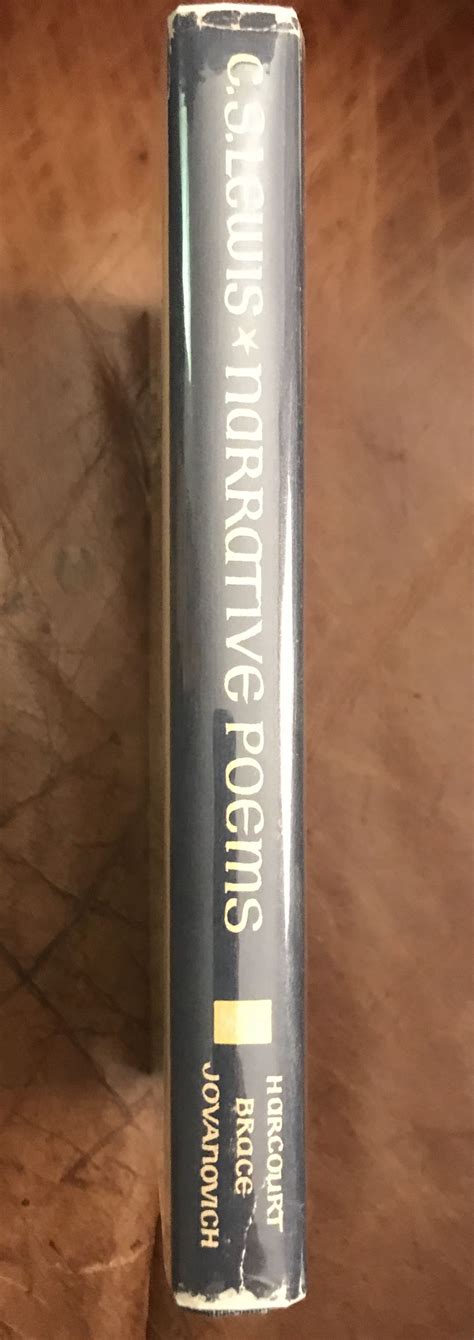 C.S. Lewis * Narrative Poems
Harcourt
Brace
Jovanovich